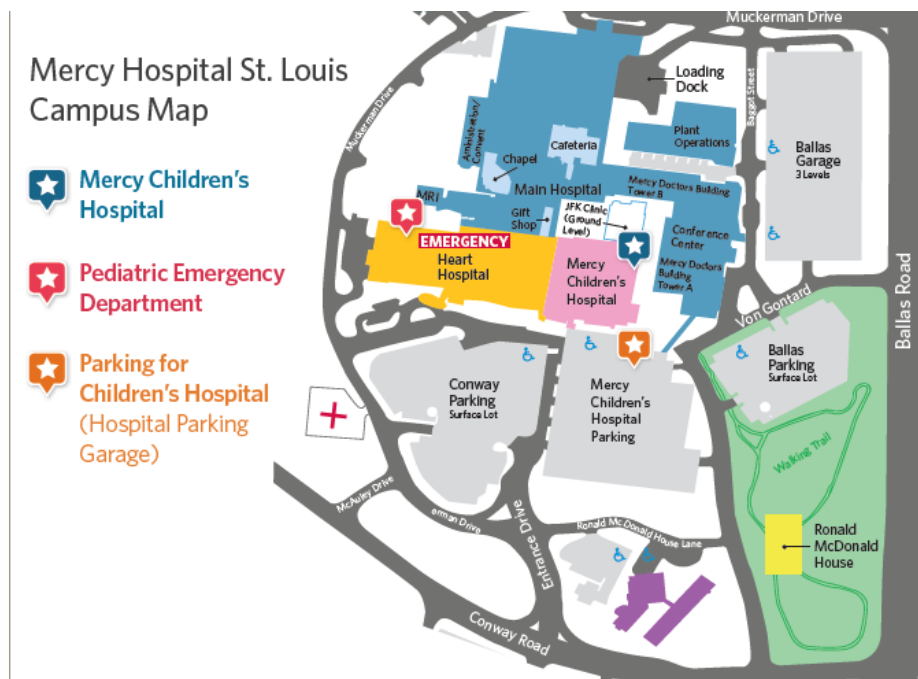 Mercy Hospital St. Louis
Campus Map
Mercy Children's
Hospital
Pediatric Emergency
Department
Parking for
Children's Hospital
(Hospital Parking
Garage)
Muckerman Drive
Muckerman Drive
Loading
Dock
Baggot Street
Administration/
Convent
Cafeteria
Plant
Operations
Ballas
Garage
3 Levels
Chapel
Main Hospital
Mercy Doctors Building
Tower B
MRI
Gift
Shop
JFK Clinic
(Ground
Level)
Conference
Center
EMERGENCY
Heart
Hospital
Mercy
Children's
Hospital
Mercy Doctors
Building
Tower A
Von Gontard
Ballas Road
Conway
Parking
Surface Lot
Mercy
Children's
Hospital
Parking
Ballas
Parking
Surface Lot
Walking Trail
McAuley Drive
erman Drive
Entrance Drive
Ronald McDonald House Lane
Ronald
McDonald
House
Conway Road